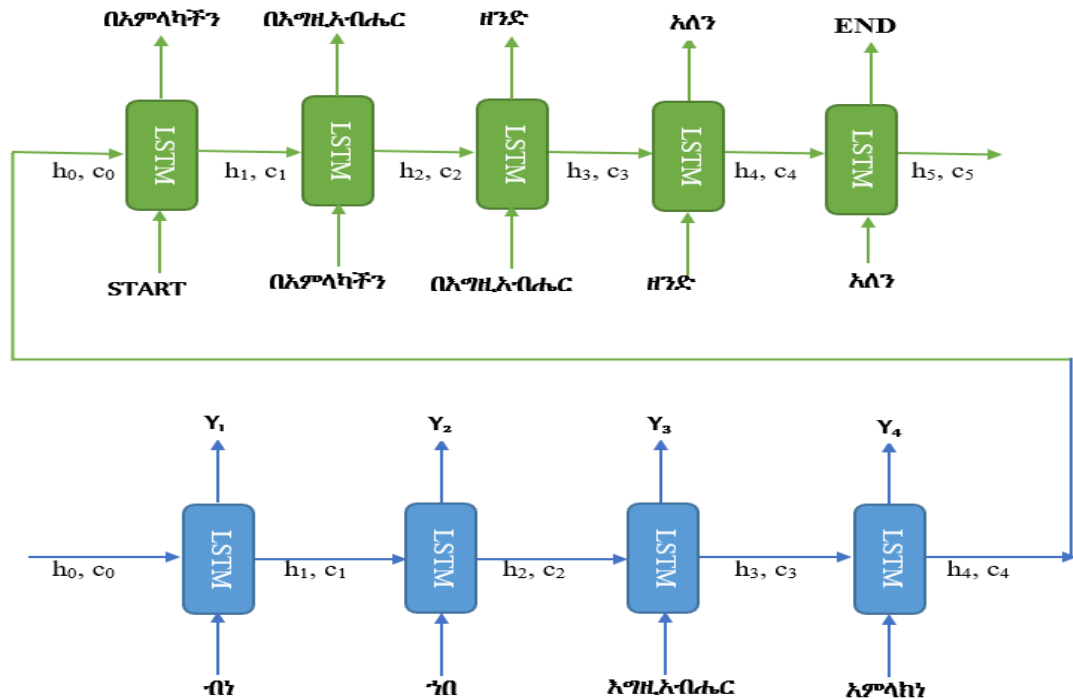 በአምላካችን በእግዚአብሔር ዘንድ አለን END
LSTM LSTM LSTM LSTM LSTM
h₀, c₀ h₁, c₁ h₂, c₂ h₃, c₃ h₄, c₄ h₅, c₅
START በአምላካችን በእግዚአብሔር ዘንድ አለን
Y₁ Y₂ Y₃ Y₄
LSTM LSTM LSTM LSTM
h₀, c₀ h₁, c₁ h₂, c₂ h₃, c₃ h₄, c₄
ብነ ኀበ እግዚአብሔር አምላክነ